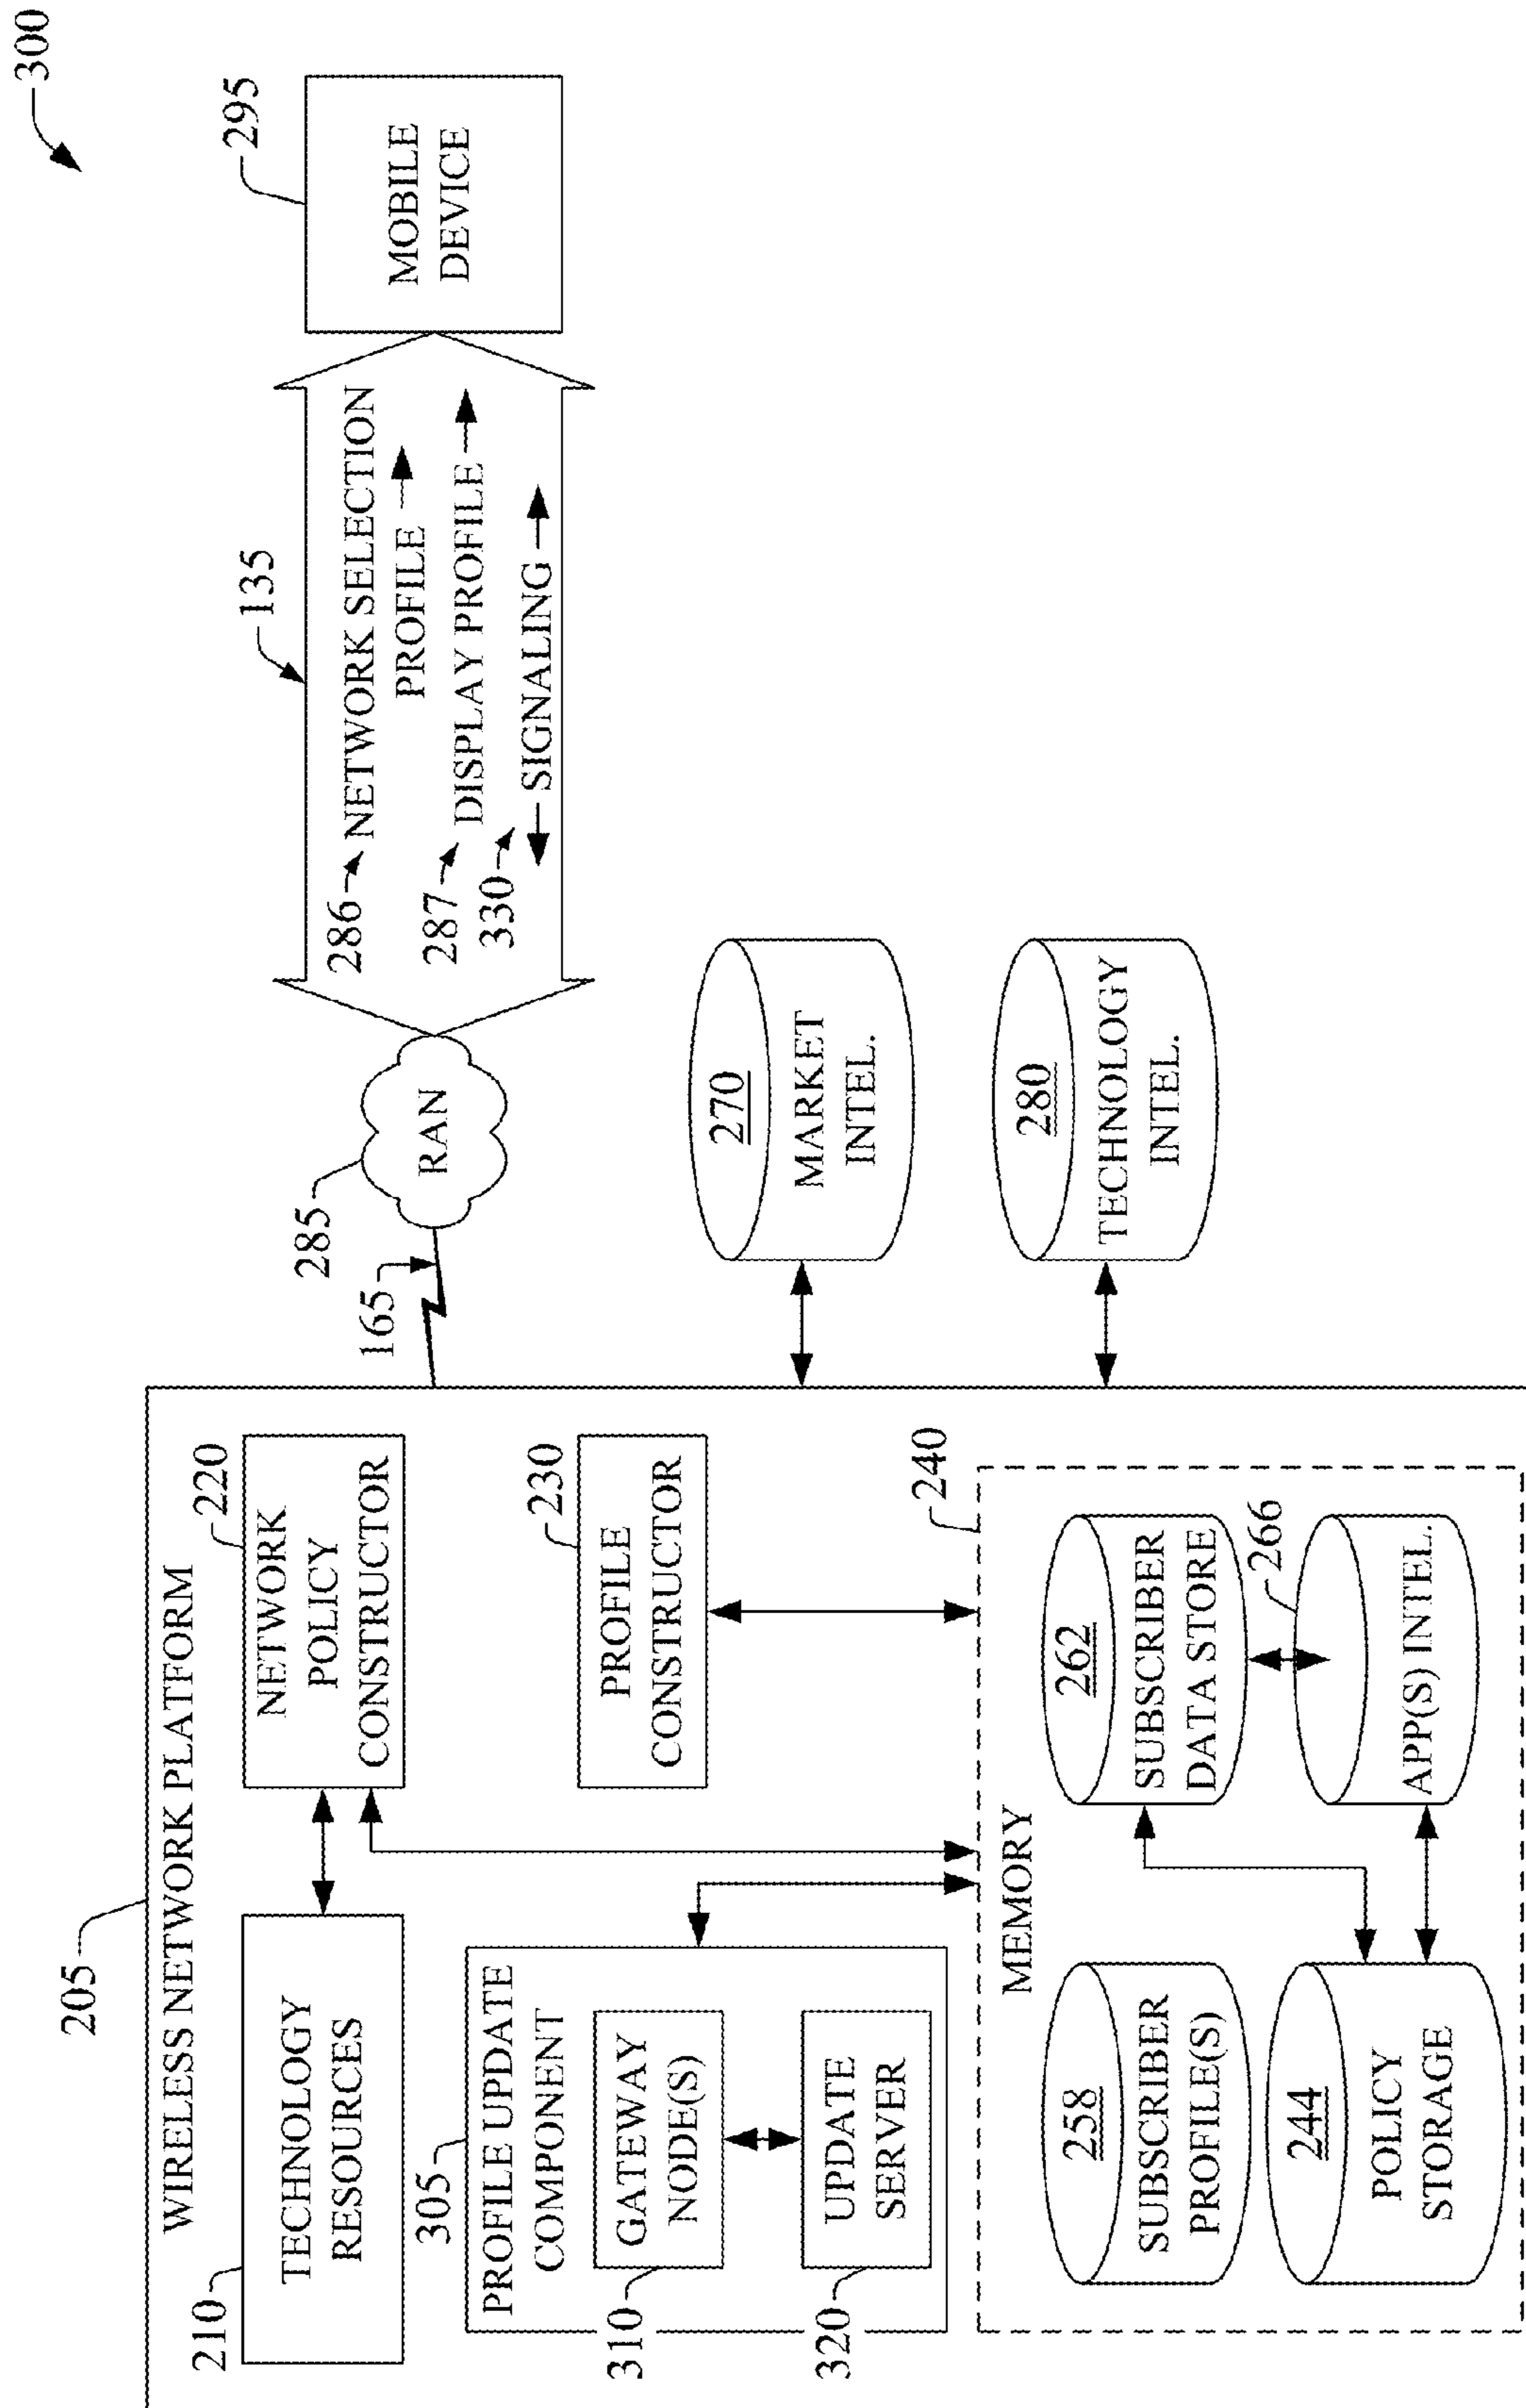 300
205
WIRELESS NETWORK PLATFORM
210
TECHNOLOGY
RESOURCES
220
NETWORK
POLICY
CONSTRUCTOR
305
PROFILE UPDATE
COMPONENT
310
GATEWAY
NODE(S)
320
UPDATE
SERVER
230
PROFILE
CONSTRUCTOR
240
MEMORY
258
SUBSCRIBER
PROFILE(S)
262
SUBSCRIBER
DATA STORE
244
POLICY
STORAGE
266
APP(S) INTEL.
165
285
RAN
135
286
NETWORK SELECTION
PROFILE
287
DISPLAY PROFILE
330
SIGNALING
295
MOBILE
DEVICE
270
MARKET
INTEL.
280
TECHNOLOGY
INTEL.